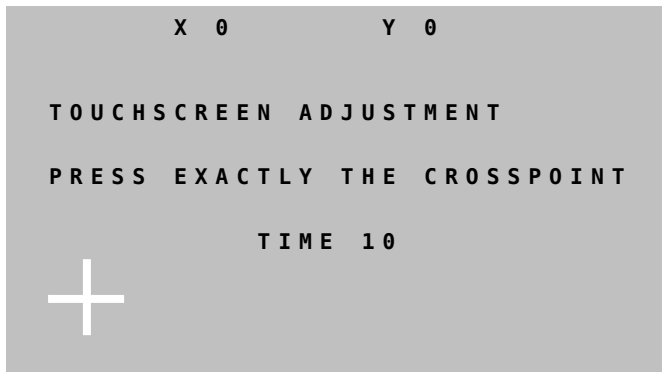 X 0 Y 0
TOUCHSCREEN ADJUSTMENT
PRESS EXACTLY THE CROSSPOINT
TIME 10